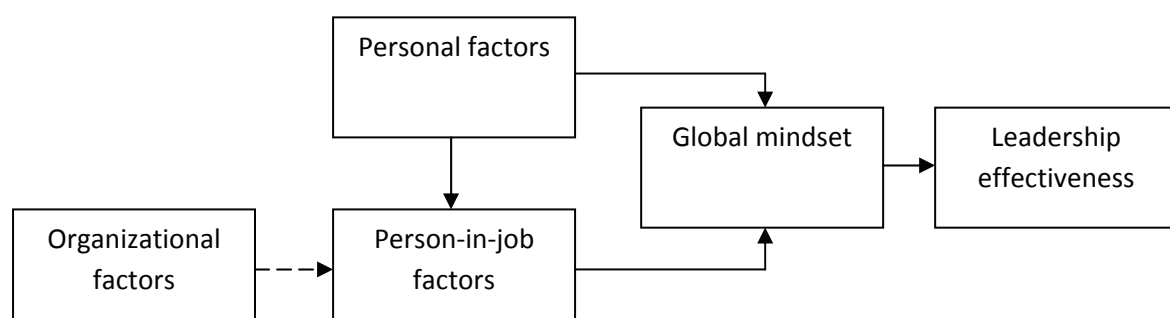 Personal factors
Global mindset
Leadership
effectiveness
Organizational
factors
Person-in-job
factors